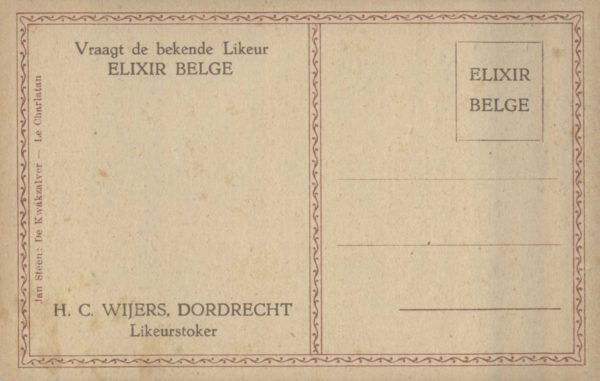 Vraagt de bekende Likeur
ELIXIR BELGE
ELIXIR
BELGE
Jan Steen: De Kwakzalver — Le Charlatan
H. C. WIJERS, DORDRECHT
Likeurstoker